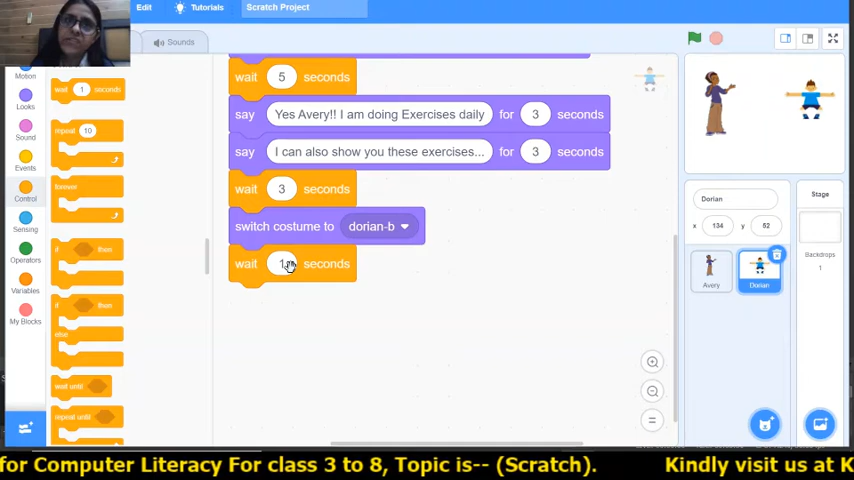 Edit Tutorials Scratch Project
Sounds
Motion
Looks
Sound
Events
Control
Sensing
Operators
Variables
My Blocks
wait 1 seconds
repeat 10
forever
if then
if then
else
wait until
repeat until
wait 5 seconds
say Yes Avery!! I am doing Exercises daily for 3 seconds
say I can also show you these exercises... for 3 seconds
wait 3 seconds
switch costume to dorian-b
wait 1 seconds
Dorian
x 134 y 52
Avery
Dorian
Stage
Backdrops
1
for Computer Literacy For class 3 to 8, Topic is-- (Scratch). Kindly visit us at K